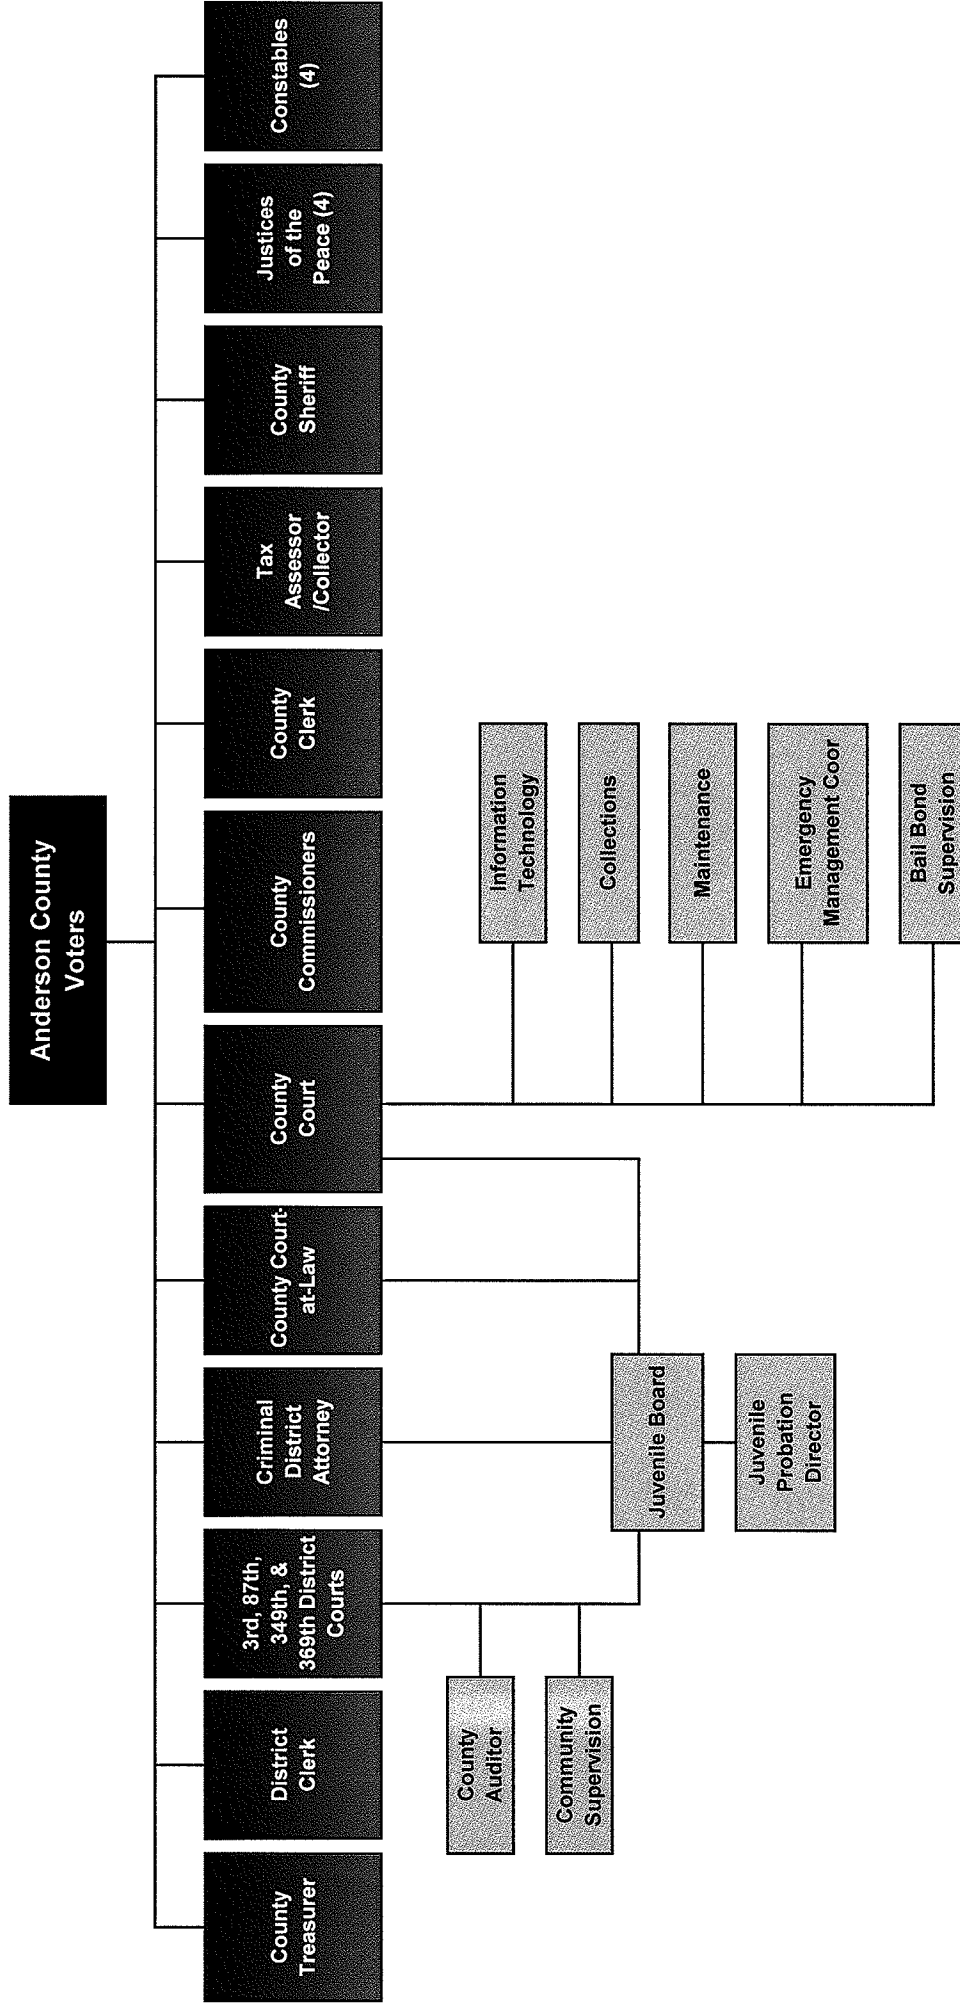 Anderson County
Voters
County
Treasurer
District
Clerk
3rd, 87th,
349th, &
369th District
Courts
Criminal
District
Attorney
County Court-
at-Law
County
Court
County
Commissioners
County
Clerk
Tax
Assessor
/Collector
County
Sheriff
Justices
of the
Peace (4)
Constables
(4)
County
Auditor
Community
Supervision
Juvenile Board
Juvenile
Probation
Director
Information
Technology
Collections
Maintenance
Emergency
Management Coor
Bail Bond
Supervision